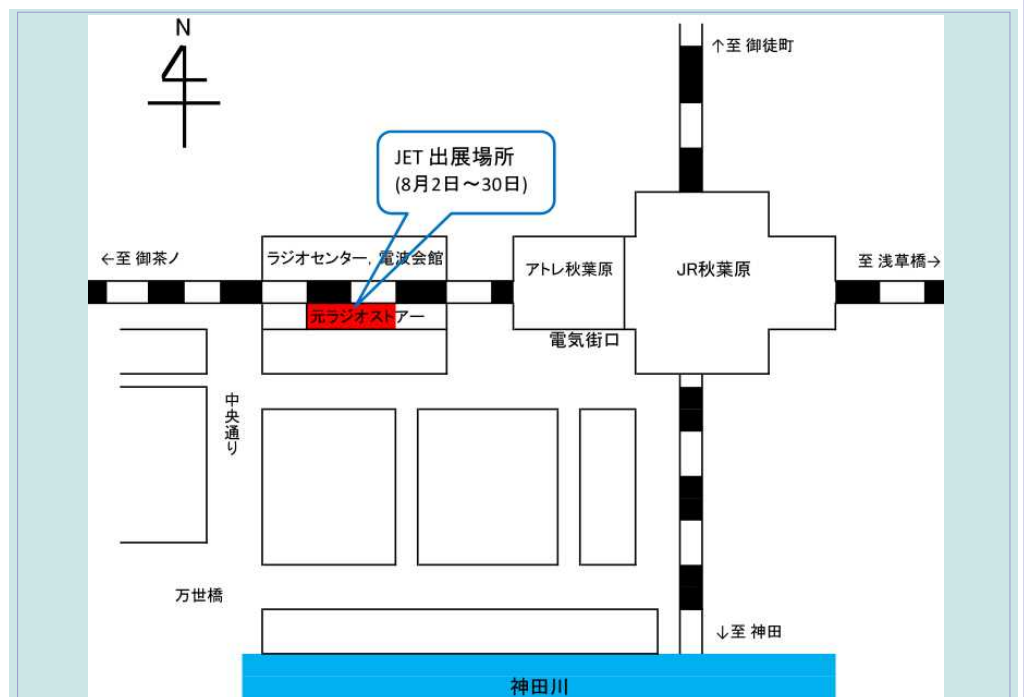 N
↑至 御徒町
JET 出展場所
(8月2日～30日)
←至 御茶ノ
ラジオセンター, 電波会館
アトレ秋葉原
JR秋葉原
至 浅草橋→
元ラジオストアー
電気街口
中央通り
万世橋
↓至 神田
神田川